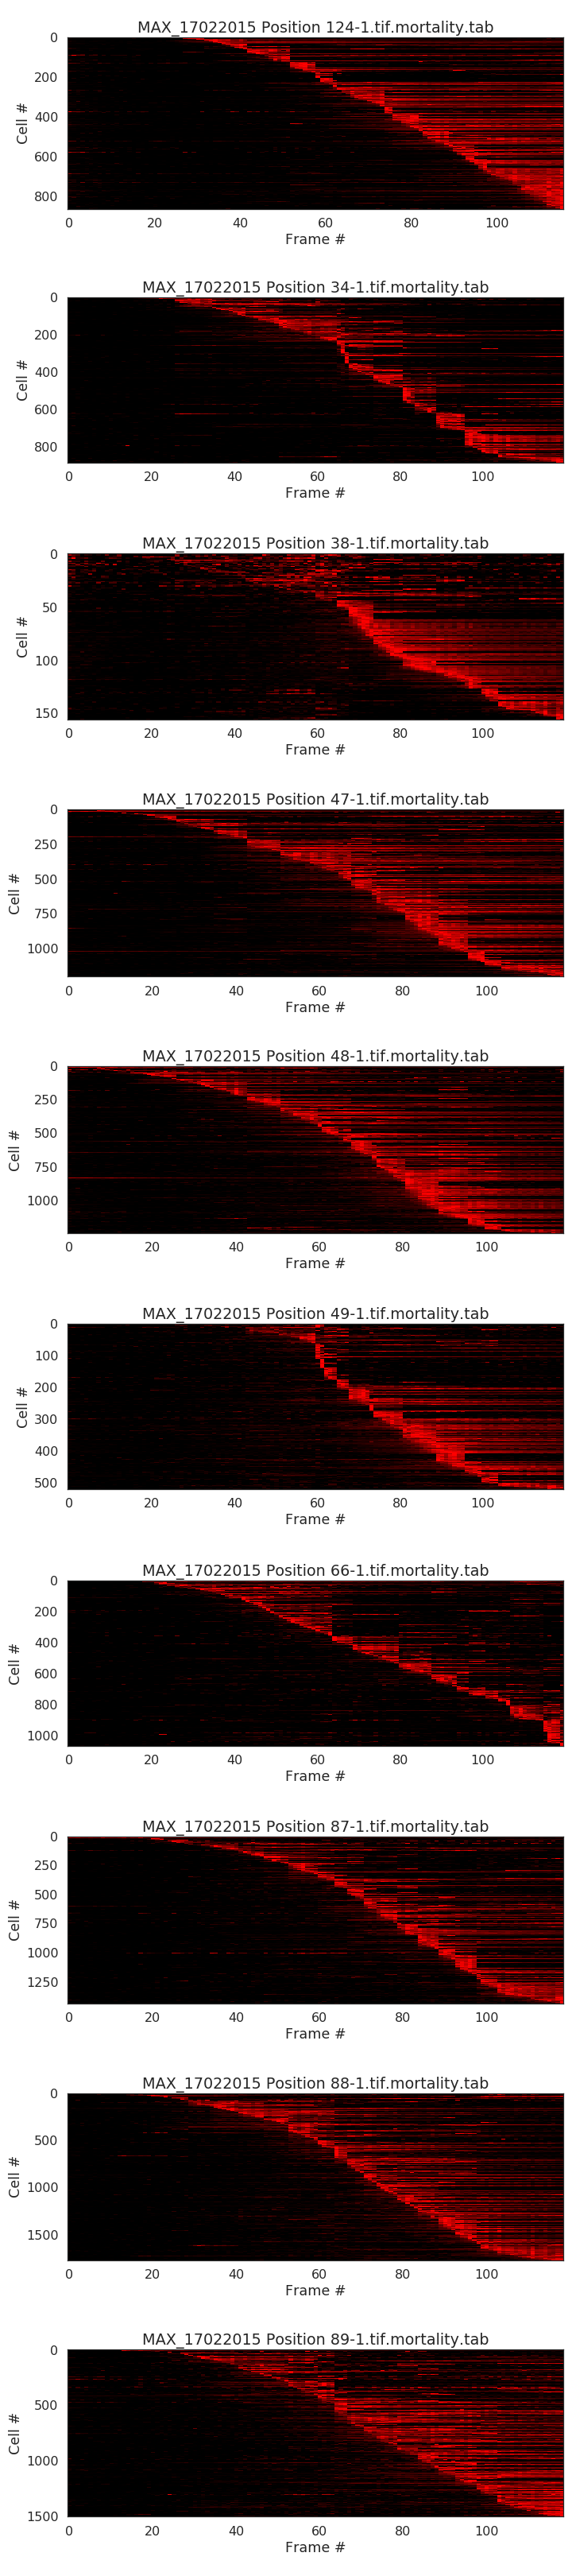 MAX_17022015 Position 124-1.tif.mortality.tab
0
200
400
600
800
Cell #
0 20 40 60 80 100
Frame #
MAX_17022015 Position 34-1.tif.mortality.tab
0
200
400
600
800
Cell #
0 20 40 60 80 100
Frame #
MAX_17022015 Position 38-1.tif.mortality.tab
0
50
100
150
Cell #
0 20 40 60 80 100
Frame #
MAX_17022015 Position 47-1.tif.mortality.tab
0
250
500
750
1000
Cell #
0 20 40 60 80 100
Frame #
MAX_17022015 Position 48-1.tif.mortality.tab
0
250
500
750
1000
Cell #
0 20 40 60 80 100
Frame #
MAX_17022015 Position 49-1.tif.mortality.tab
0
100
200
300
400
500
Cell #
0 20 40 60 80 100
Frame #
MAX_17022015 Position 66-1.tif.mortality.tab
0
200
400
600
800
1000
Cell #
0 20 40 60 80 100
Frame #
MAX_17022015 Position 87-1.tif.mortality.tab
0
250
500
750
1000
1250
Cell #
0 20 40 60 80 100
Frame #
MAX_17022015 Position 88-1.tif.mortality.tab
0
500
1000
1500
Cell #
0 20 40 60 80 100
Frame #
MAX_17022015 Position 89-1.tif.mortality.tab
0
500
1000
1500
Cell #
0 20 40 60 80 100
Frame #